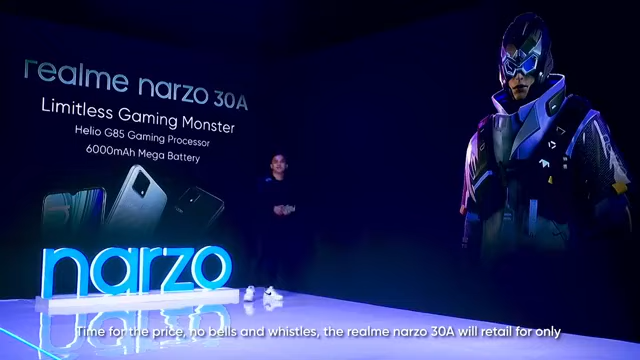 realme narzo 30A
Limitless Gaming Monster
Helio G85 Gaming Processor
6000mAh Mega Battery
narzo
Time for the price, no bells and whistles, the realme narzo 30A will retail for only